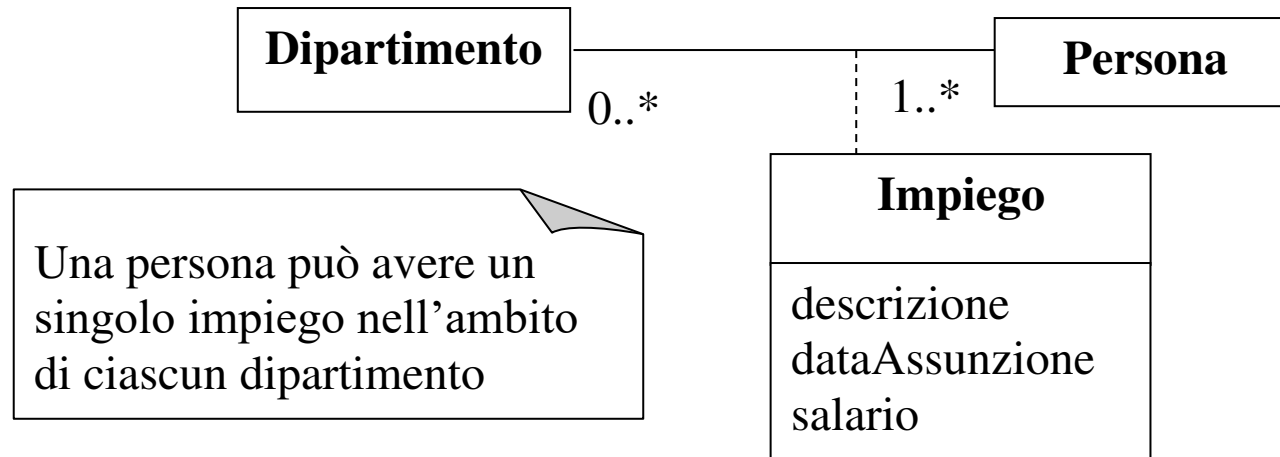 Dipartimento
Persona
0..*
1..*
Impiego
Una persona può avere un
singolo impiego nell’ambito
di ciascun dipartimento
descrizione
dataAssunzione
salario